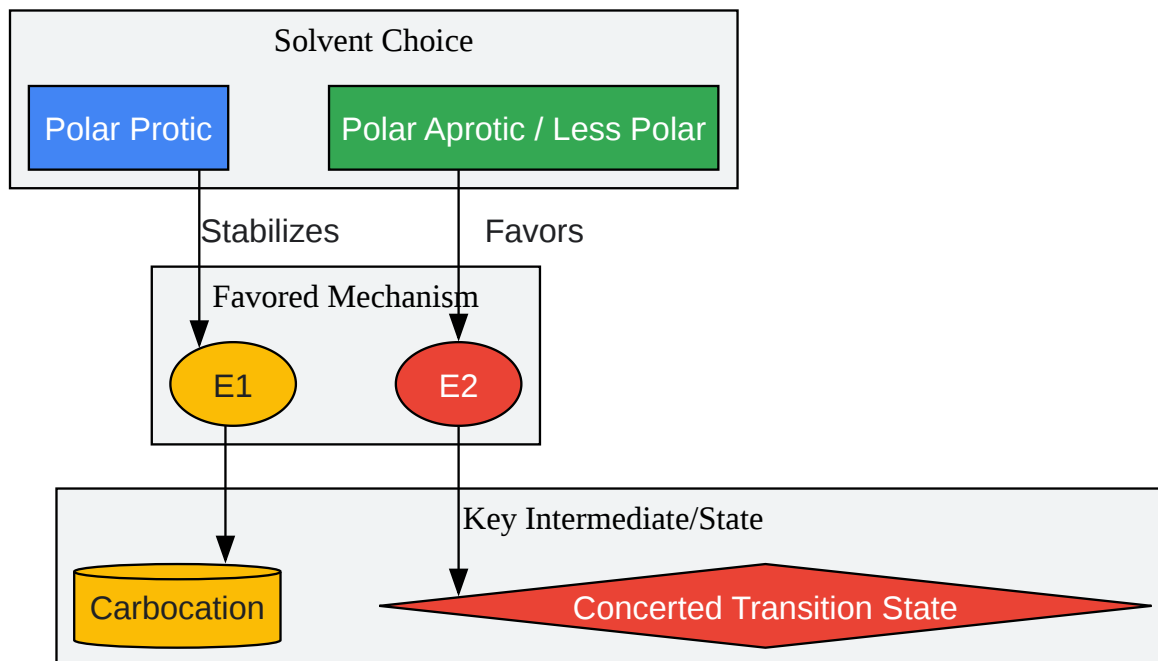 Solvent Choice
Polar Protic
Polar Aprotic / Less Polar
Stabilizes
Favors
Favored Mechanism
E1
E2
Key Intermediate/State
Carbocation
Concerted Transition State